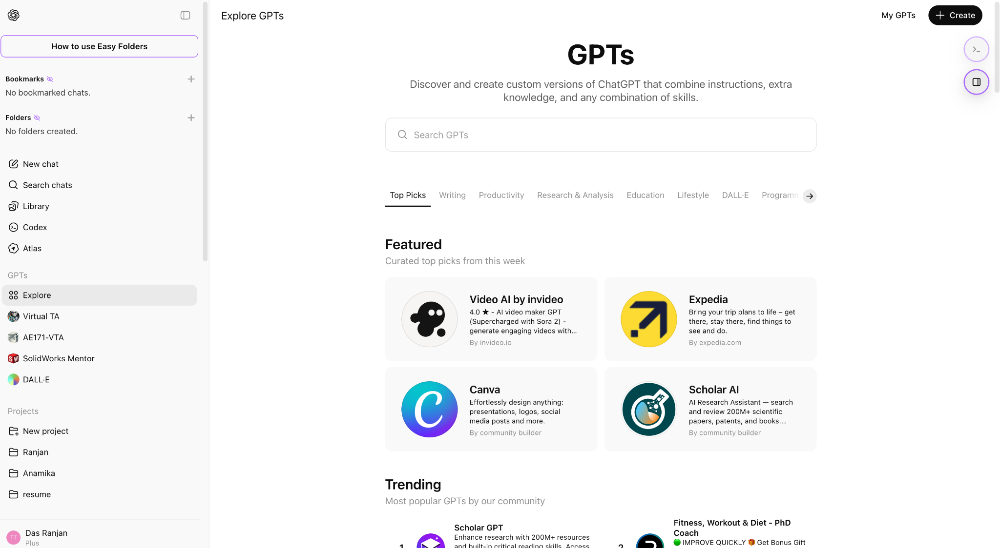 How to use Easy Folders
Bookmarks
No bookmarked chats.
Folders
No folders created.
New chat
Search chats
Library
Codex
Atlas
GPTs
Explore
Virtual TA
AE171-VTA
SW
SolidWorks Mentor
DALL·E
Projects
New project
Ranjan
Anamika
resume
TT
Das Ranjan
Plus
Explore GPTs
My GPTs
Create
GPTs
Discover and create custom versions of ChatGPT that combine instructions, extra
knowledge, and any combination of skills.
Search GPTs
Top Picks Writing Productivity Research & Analysis Education Lifestyle DALL·E Programm
Featured
Curated top picks from this week
Video AI by invideo
4.0 ★ - AI video maker GPT
(Supercharged with Sora 2) -
generate engaging videos with...
By invideo.io
Expedia
Bring your trip plans to life – get
there, stay there, find things to
see and do.
By expedia.com
C
Canva
Effortlessly design anything:
presentations, logos, social
media posts and more.
By community builder
Scholar AI
AI Research Assistant — search
and review 200M+ scientific
papers, patents, and books....
By community builder
Trending
Most popular GPTs by our community
1
Scholar GPT
Enhance research with 200M+ resources
and built-in critical reading skills. Access
2
Fitness, Workout & Diet - PhD
Coach
🟢 IMPROVE QUICKLY 🎁 Get Bonus Gift